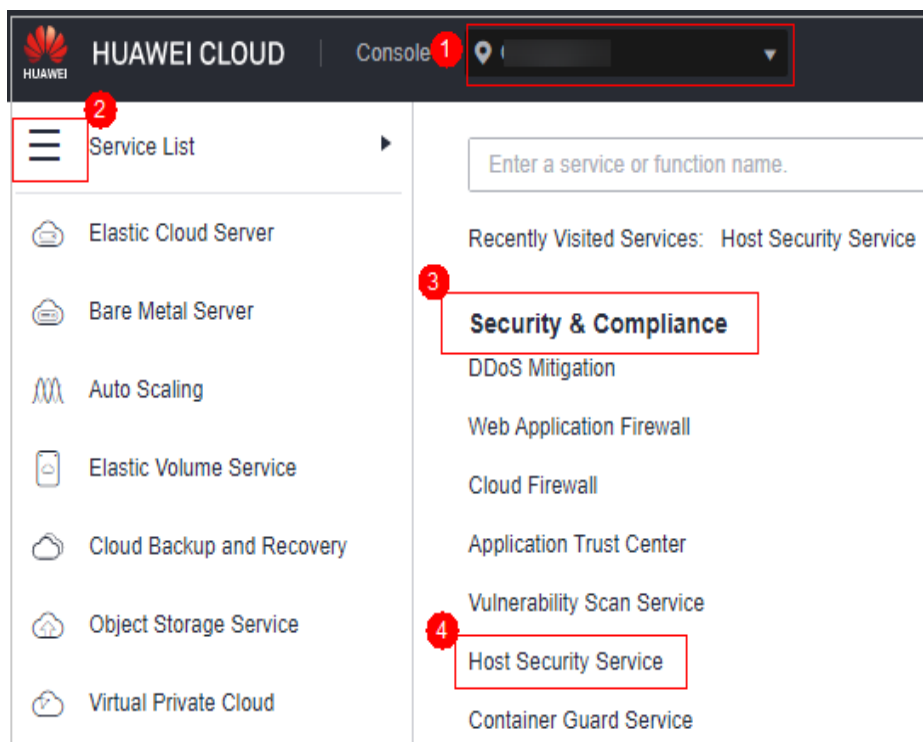 HUAWEI
HUAWEI CLOUD
Console
1
2
Service List
Elastic Cloud Server
Bare Metal Server
Auto Scaling
Elastic Volume Service
Cloud Backup and Recovery
Object Storage Service
Virtual Private Cloud
Enter a service or function name.
Recently Visited Services: Host Security Service
3
Security & Compliance
DDoS Mitigation
Web Application Firewall
Cloud Firewall
Application Trust Center
Vulnerability Scan Service
4
Host Security Service
Container Guard Service